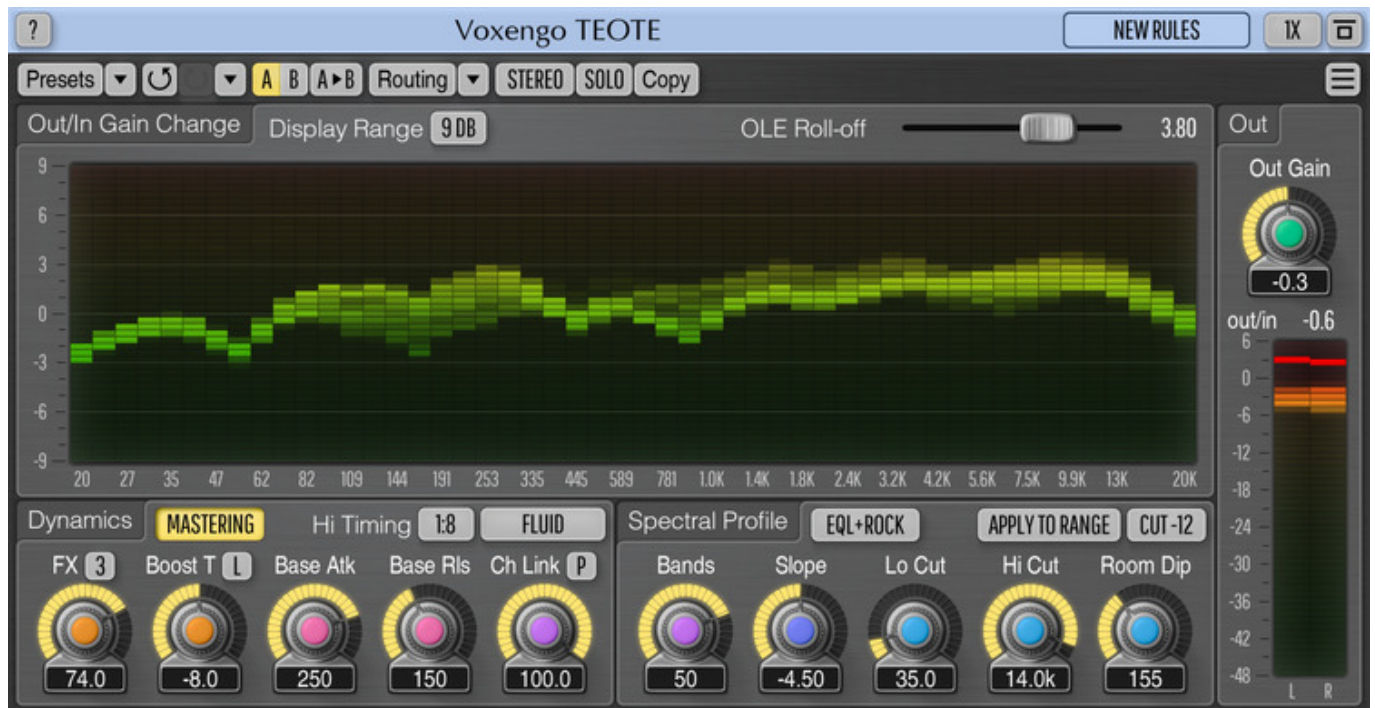 ? Voxengo TEOTE NEW RULES 1X
Presets A B A▸B Routing STEREO SOLO Copy
Out/In Gain Change Display Range 9 DB OLE Roll-off 3.80 Out
Out Gain
-0.3
out/in -0.6
9
6
3
0
-3
-6
-9
20 27 35 47 62 82 109 144 191 253 335 445 589 781 1.0K 1.4K 1.8K 2.4K 3.2K 4.2K 5.6K 7.5K 9.9K 13K 20K
6
0
-6
-12
-18
-24
-30
-36
-42
-48
L R
Dynamics MASTERING Hi Timing 1:8 FLUID
FX 3 Boost T L Base Atk Base Rls Ch Link P
74.0 -8.0 250 150 100.0
Spectral Profile EQL+ROCK APPLY TO RANGE CUT -12
Bands Slope Lo Cut Hi Cut Room Dip
50 -4.50 35.0 14.0k 155